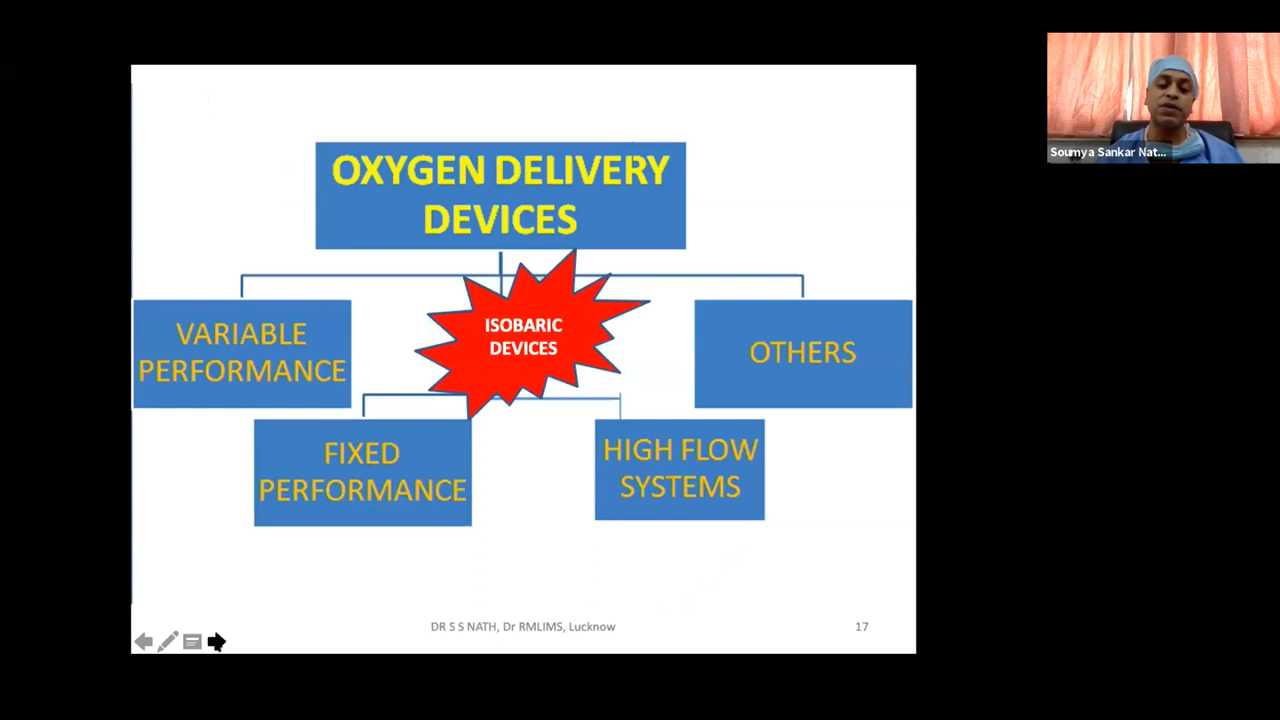 OXYGEN DELIVERY
DEVICES
ISOBARIC
DEVICES
VARIABLE
PERFORMANCE
OTHERS
FIXED
PERFORMANCE
HIGH FLOW
SYSTEMS
DR S S NATH, Dr RMLIMS, Lucknow
17
Soumya Sankar Nat...